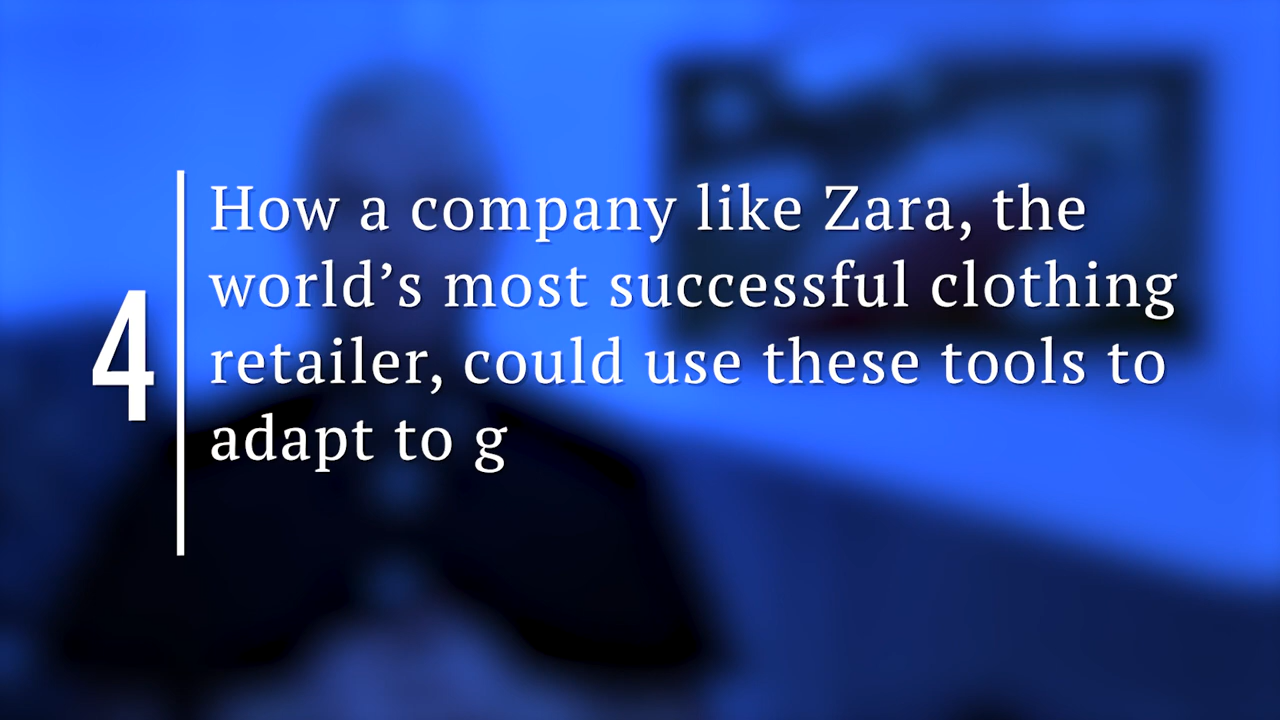 4
How a company like Zara, the
world’s most successful clothing
retailer, could use these tools to
adapt to g